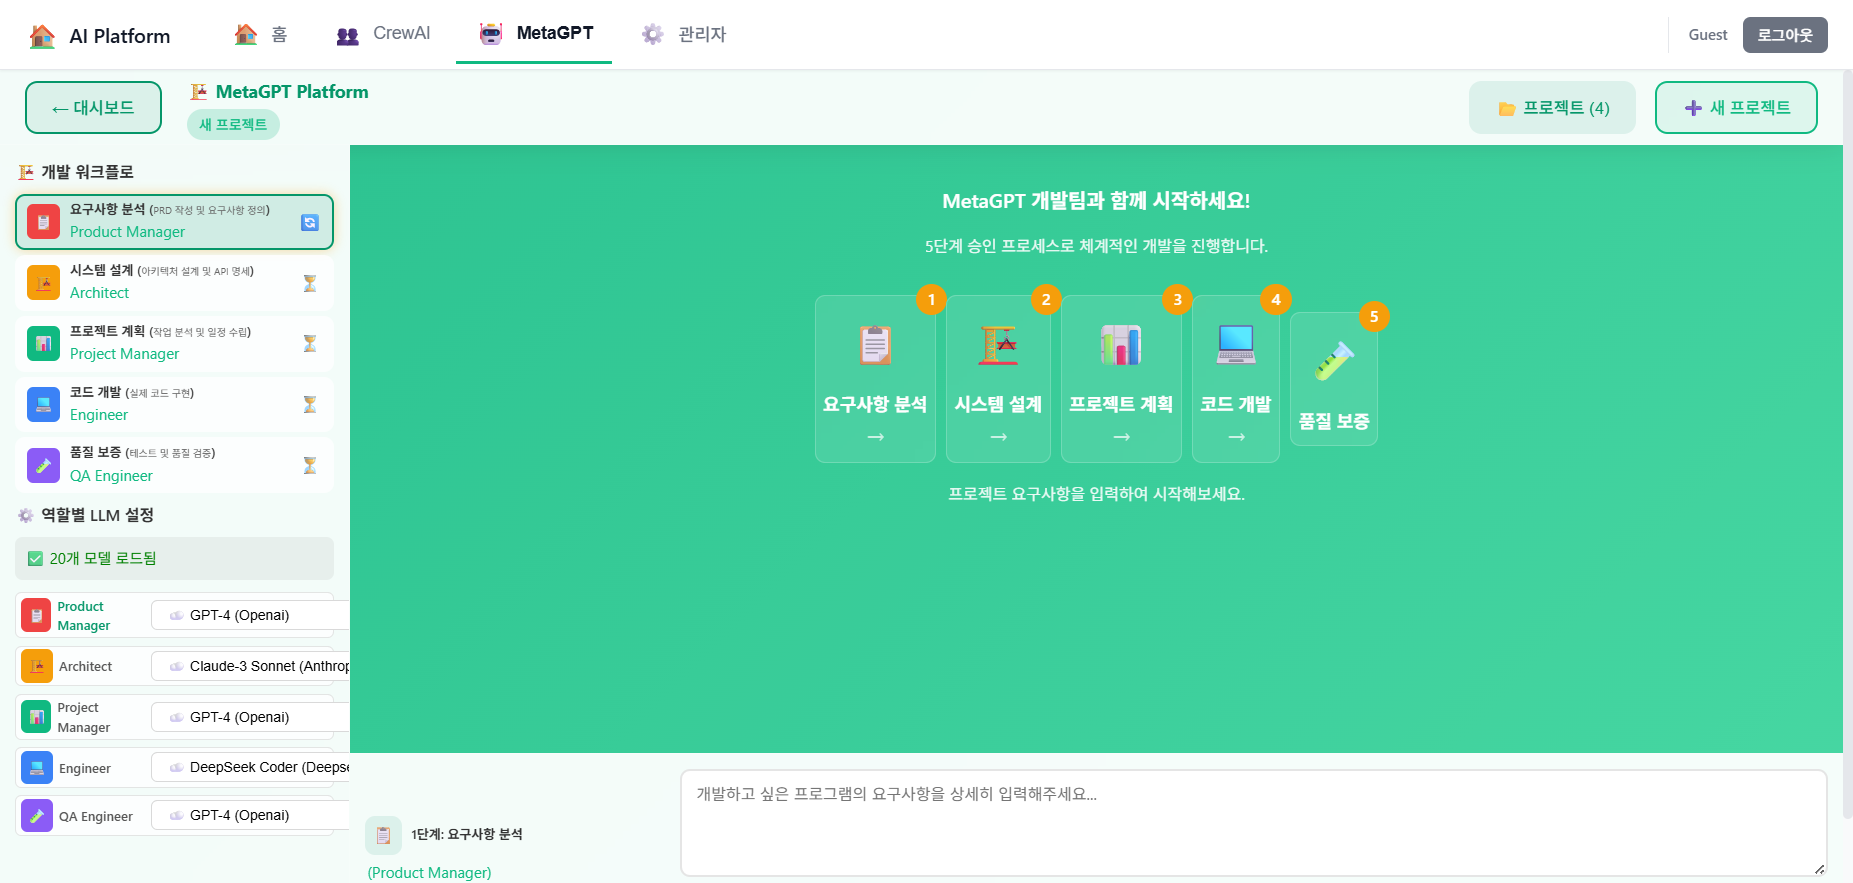 AI Platform
홈
CrewAI
MetaGPT
관리자
Guest
로그아웃
← 대시보드
MetaGPT Platform
새 프로젝트
프로젝트 (4)
새 프로젝트
개발 워크플로
요구사항 분석 (PRD 작성 및 요구사항 정의)
Product Manager
시스템 설계 (아키텍처 설계 및 API 명세)
Architect
프로젝트 계획 (작업 분석 및 일정 수립)
Project Manager
코드 개발 (실제 코드 구현)
Engineer
품질 보증 (테스트 및 품질 검증)
QA Engineer
역할별 LLM 설정
20개 모델 로드됨
Product
Manager
GPT-4 (Openai)
Architect
Claude-3 Sonnet (Anthrop
Project
Manager
GPT-4 (Openai)
Engineer
DeepSeek Coder (Deepse
QA Engineer
GPT-4 (Openai)
MetaGPT 개발팀과 함께 시작하세요!
5단계 승인 프로세스로 체계적인 개발을 진행합니다.
1
요구사항 분석
→
2
시스템 설계
→
3
프로젝트 계획
→
4
코드 개발
→
5
품질 보증
프로젝트 요구사항을 입력하여 시작해보세요.
1단계: 요구사항 분석
(Product Manager)
개발하고 싶은 프로그램의 요구사항을 상세히 입력해주세요...